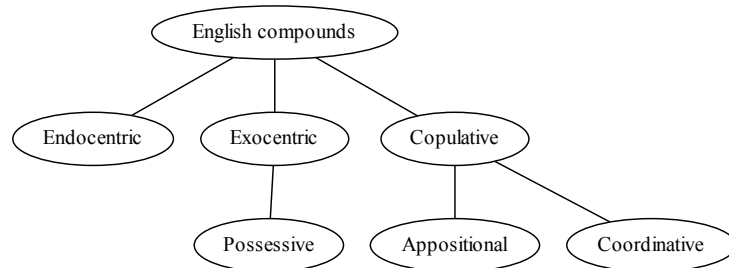 English compounds
Endocentric
Exocentric
Copulative
Possessive
Appositional
Coordinative